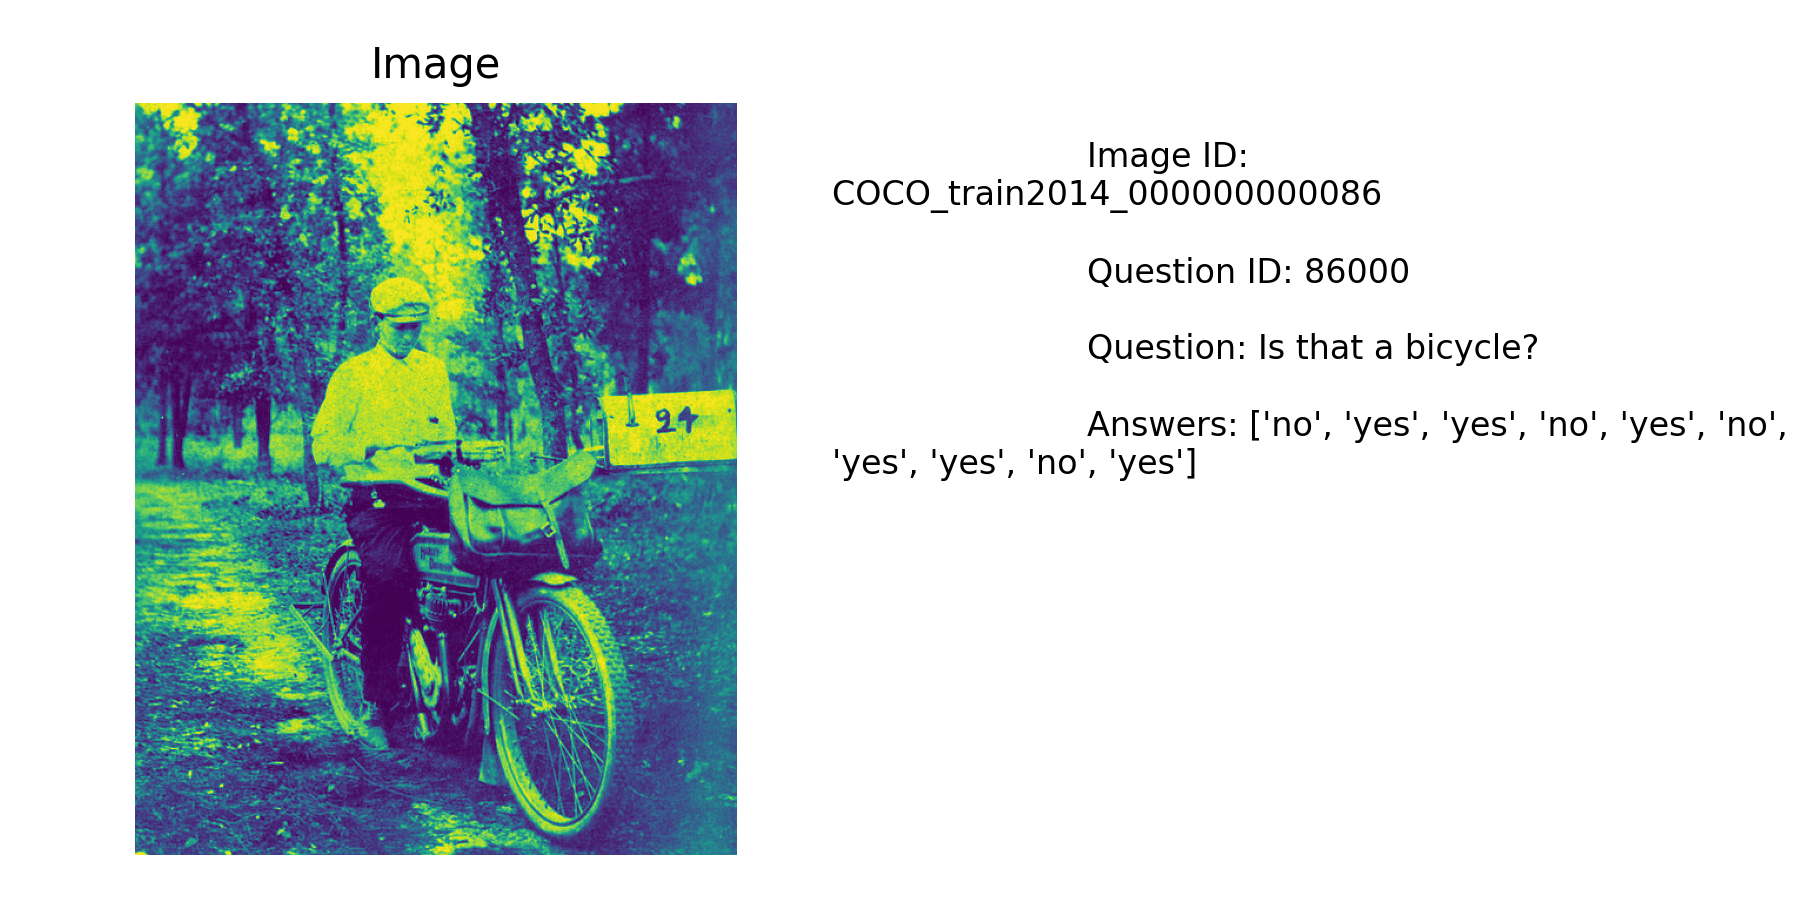 Image
24
Image ID:
COCO_train2014_000000000086
Question ID: 86000
Question: Is that a bicycle?
Answers: ['no', 'yes', 'yes', 'no', 'yes', 'no',
'yes', 'yes', 'no', 'yes']